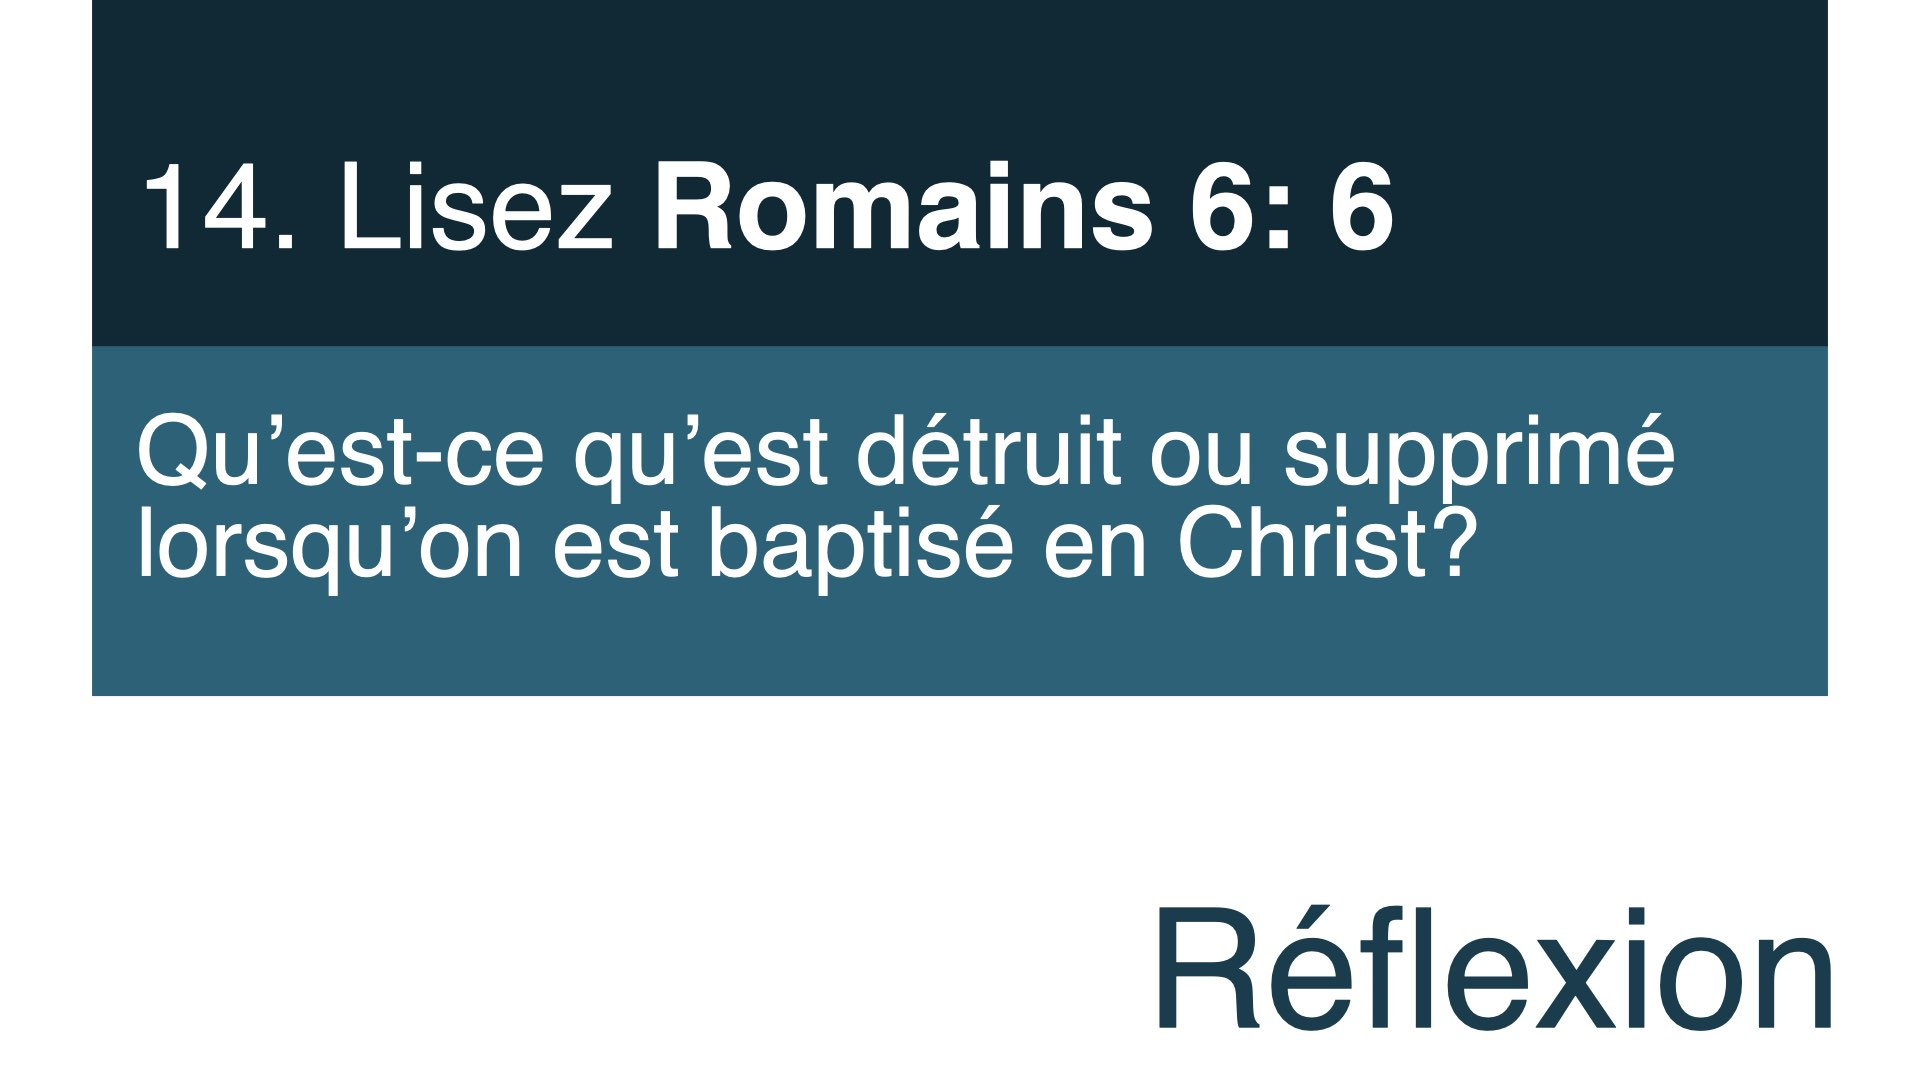 14. Lisez Romains 6: 6
Qu’est-ce qu’est détruit ou supprimé
lorsqu’on est baptisé en Christ?
Réflexion